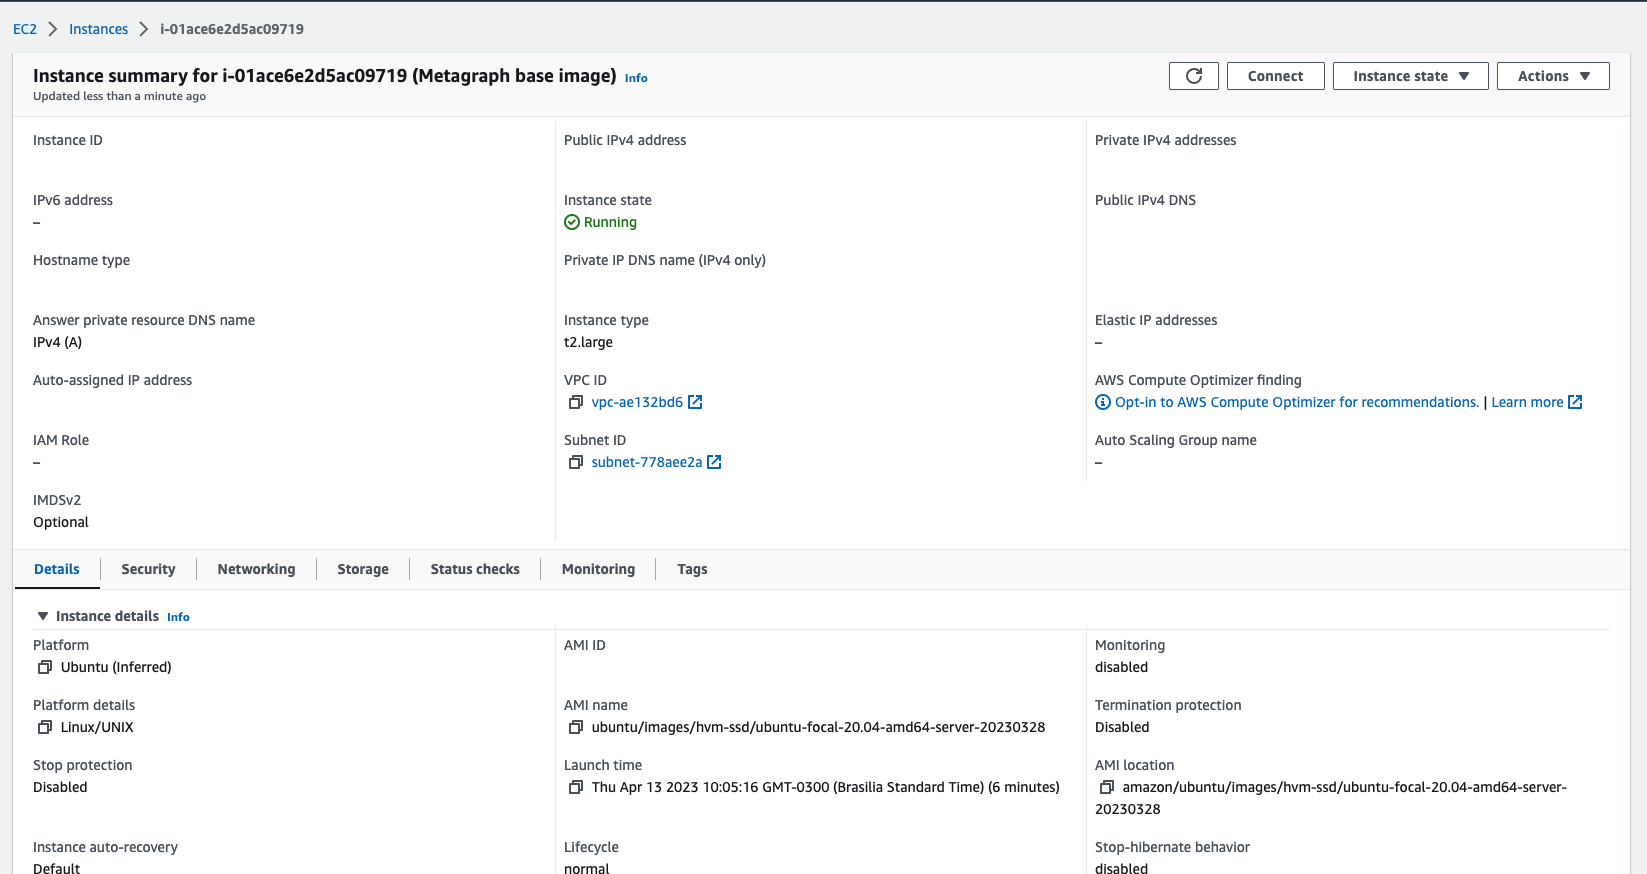 EC2 > Instances > i-01ace6e2d5ac09719
Instance summary for i-01ace6e2d5ac09719 (Metagraph base image) Info
Updated less than a minute ago
Connect
Instance state ▼
Actions ▼
Instance ID
Public IPv4 address
Private IPv4 addresses
IPv6 address
–
Instance state
Running
Public IPv4 DNS
Hostname type
Private IP DNS name (IPv4 only)
Answer private resource DNS name
IPv4 (A)
Instance type
t2.large
Elastic IP addresses
–
Auto-assigned IP address
VPC ID
vpc-ae132bd6
AWS Compute Optimizer finding
Opt-in to AWS Compute Optimizer for recommendations. | Learn more
IAM Role
–
Subnet ID
subnet-778aee2a
Auto Scaling Group name
–
IMDSv2
Optional
Details
Security
Networking
Storage
Status checks
Monitoring
Tags
▼ Instance details Info
Platform
Ubuntu (Inferred)
AMI ID
Monitoring
disabled
Platform details
Linux/UNIX
AMI name
ubuntu/images/hvm-ssd/ubuntu-focal-20.04-amd64-server-20230328
Termination protection
Disabled
Stop protection
Disabled
Launch time
Thu Apr 13 2023 10:05:16 GMT-0300 (Brasilia Standard Time) (6 minutes)
AMI location
amazon/ubuntu/images/hvm-ssd/ubuntu-focal-20.04-amd64-server-
20230328
Instance auto-recovery
Default
Lifecycle
normal
Stop-hibernate behavior
disabled